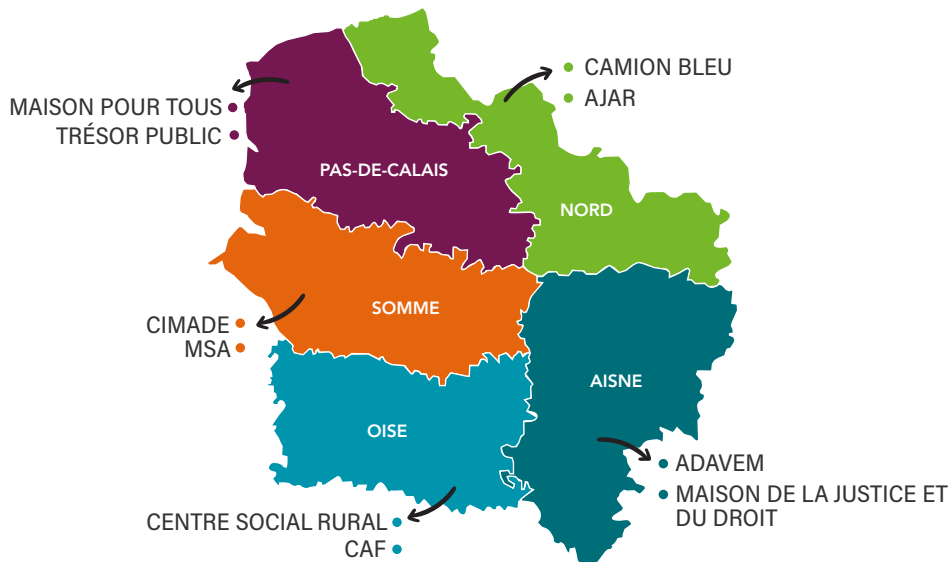 CAMION BLEU
AJAR
MAISON POUR TOUS
TRÉSOR PUBLIC
PAS-DE-CALAIS
NORD
SOMME
CIMADE
MSA
AISNE
OISE
ADAVEM
MAISON DE LA JUSTICE ET
DU DROIT
CENTRE SOCIAL RURAL
CAF